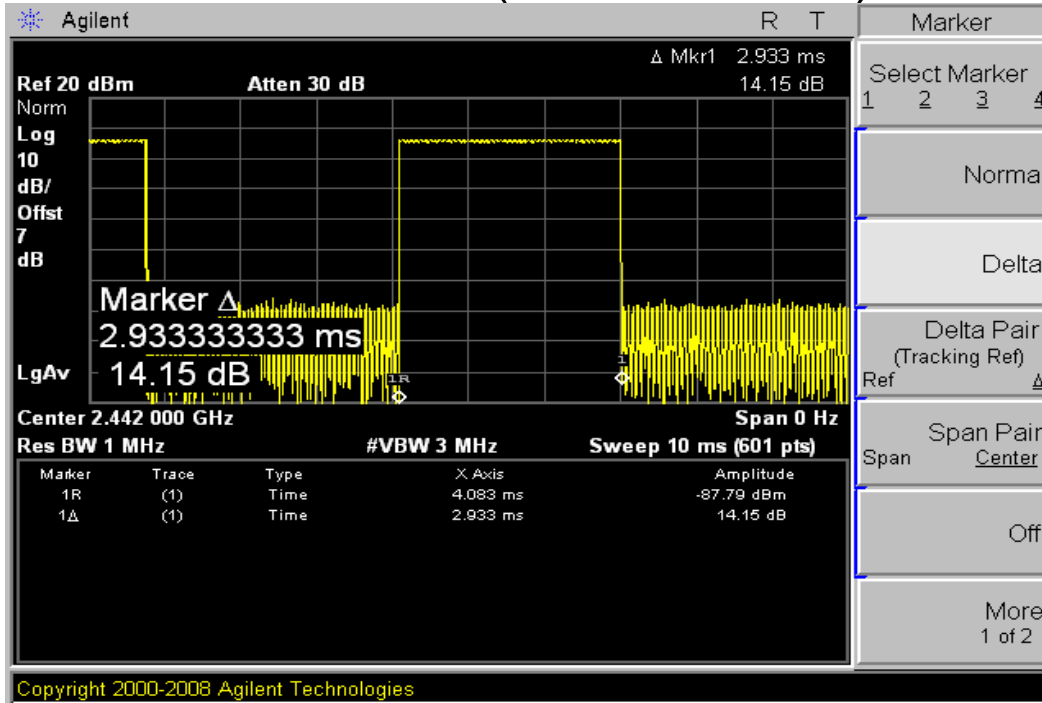 Agilent R T Marker
Δ Mkr1 2.933 ms
Ref 20 dBm Atten 30 dB 14.15 dB
Norm
Log
10
dB/
Offst
7
dB
Marker Δ
2.933333333 ms
14.15 dB
LgAv
1R
1
Center 2.442 000 GHz Span 0 Hz
Res BW 1 MHz #VBW 3 MHz Sweep 10 ms (601 pts)
Marker Trace Type X Axis Amplitude
1R (1) Time 4.083 ms -87.79 dBm
1Δ (1) Time 2.933 ms 14.15 dB
Select Marker
1 2 3 4
Norma
Delta
Delta Pair
(Tracking Ref)
Ref Δ
Span Pair
Span Center
Off
More
1 of 2
Copyright 2000-2008 Agilent Technologies